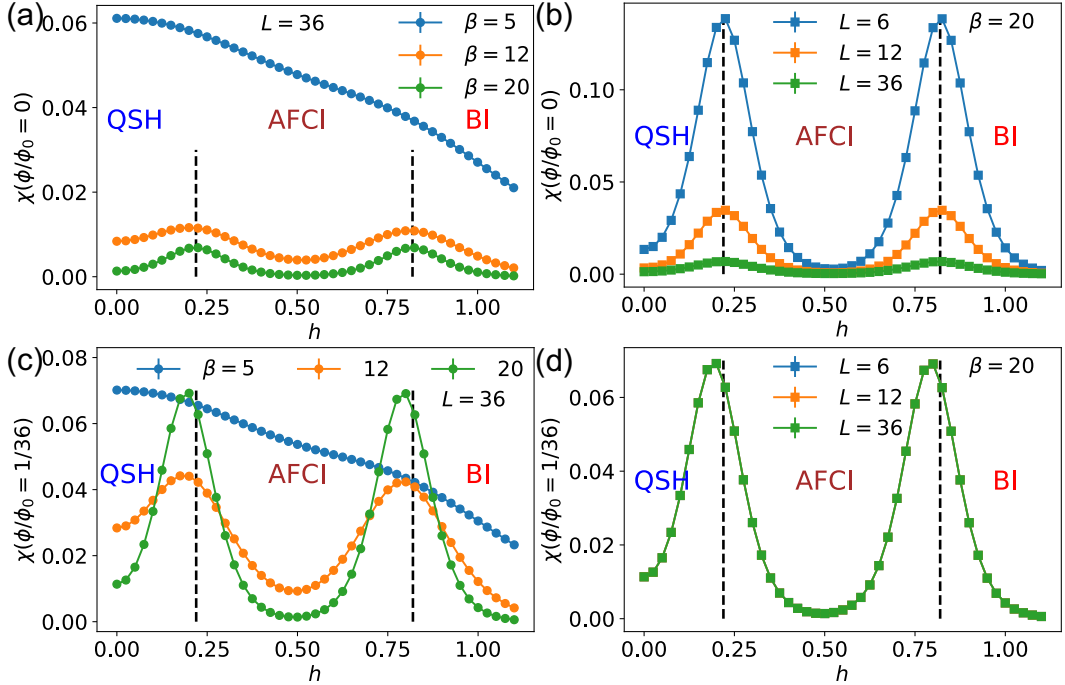 (a)
L = 36
β = 5
β = 12
β = 20
QSH
AFCI
BI
χ(ϕ/ϕ₀ = 0)
0.06
0.04
0.02
0.00
0.00 0.25 0.50 0.75 1.00
h
(b)
L = 6
L = 12
L = 36
β = 20
QSH
AFCI
BI
χ(ϕ/ϕ₀ = 0)
0.10
0.05
0.00
0.00 0.25 0.50 0.75 1.00
h
(c)
β = 5 12 20
L = 36
QSH
AFCI
BI
χ(ϕ/ϕ₀ = 1/36)
0.08
0.06
0.04
0.02
0.00
0.00 0.25 0.50 0.75 1.00
h
(d)
L = 6
L = 12
L = 36
β = 20
QSH
AFCI
BI
χ(ϕ/ϕ₀ = 1/36)
0.06
0.04
0.02
0.00
0.00 0.25 0.50 0.75 1.00
h